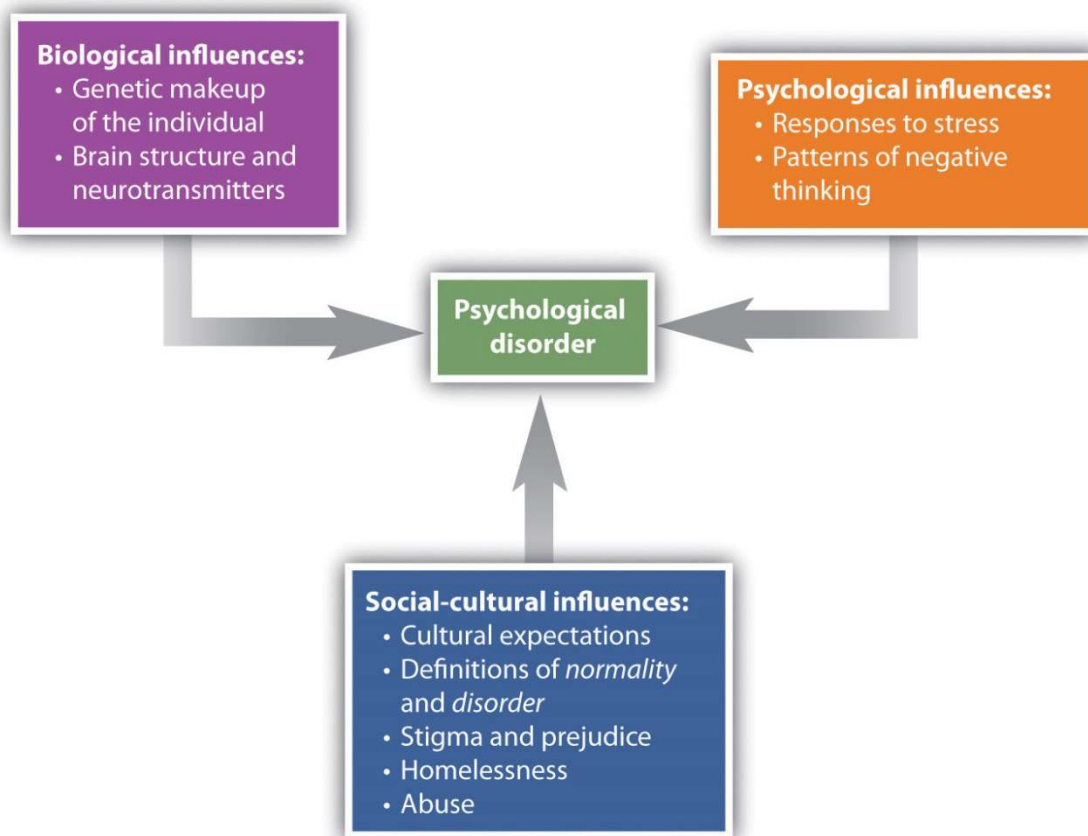 Biological influences:
• Genetic makeup
of the individual
• Brain structure and
neurotransmitters
Psychological influences:
• Responses to stress
• Patterns of negative
thinking
Psychological
disorder
Social-cultural influences:
• Cultural expectations
• Definitions of normality
and disorder
• Stigma and prejudice
• Homelessness
• Abuse